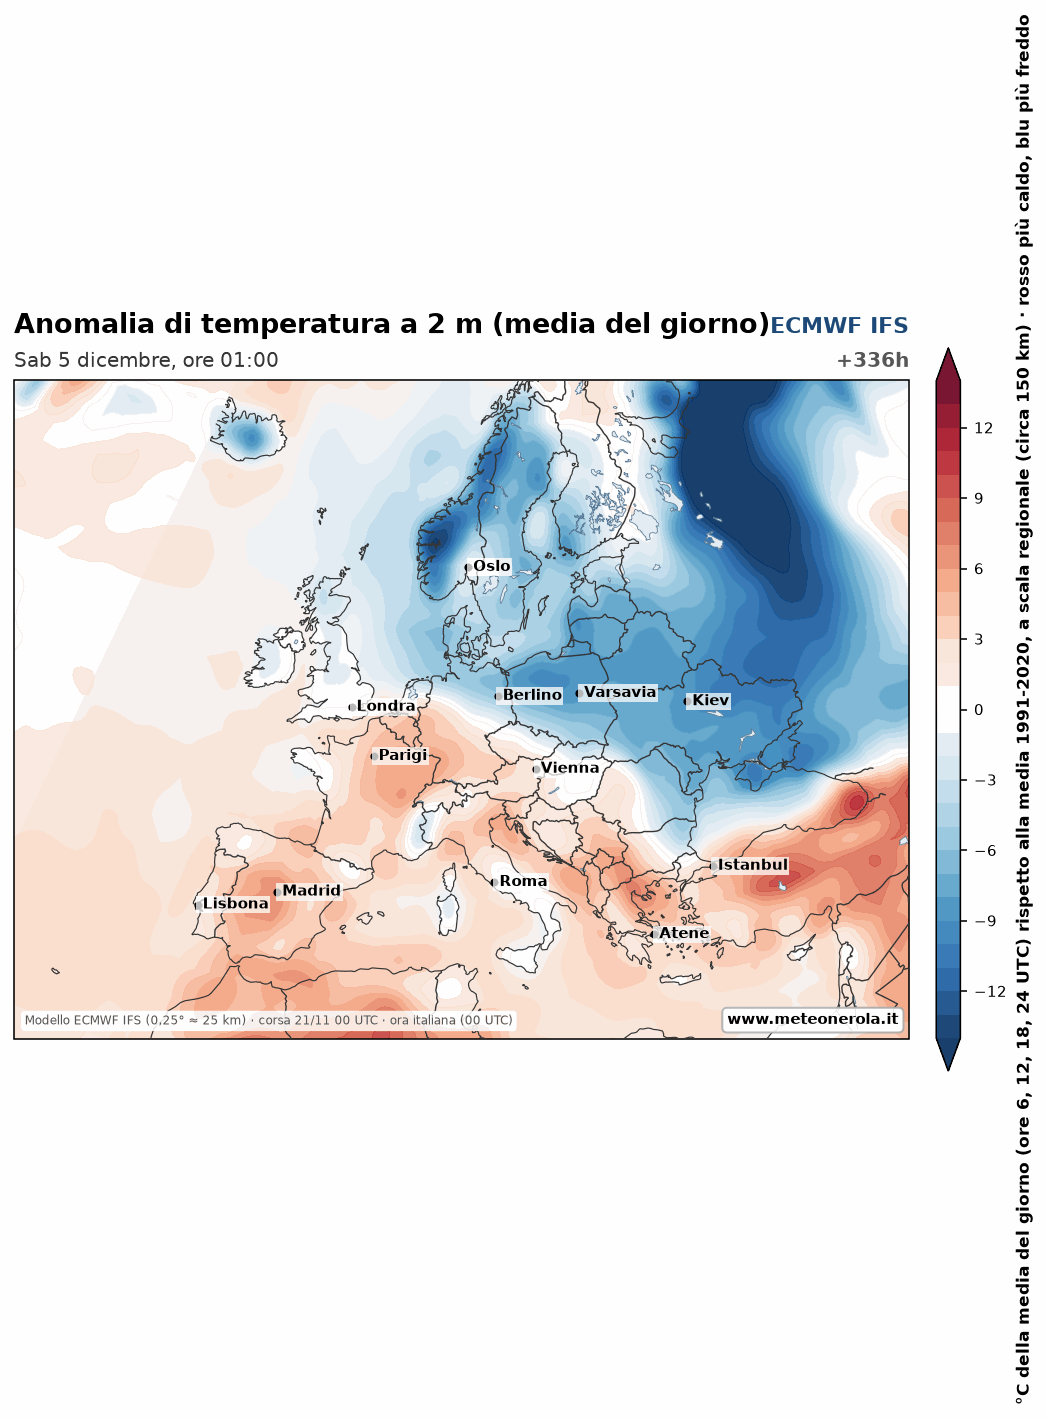 Anomalia di temperatura a 2 m (media del giorno)
ECMWF IFS
Sab 5 dicembre, ore 01:00
+336h
Oslo
Berlino
Varsavia
Kiev
Londra
Parigi
Vienna
Istanbul
Roma
Madrid
Lisbona
Atene
Modello ECMWF IFS (0,25° ≈ 25 km) · corsa 21/11 00 UTC · ora italiana (00 UTC)
www.meteonerola.it
12
9
6
3
0
−3
−6
−9
−12
°C della media del giorno (ore 6, 12, 18, 24 UTC) rispetto alla media 1991-2020, a scala regionale (circa 150 km) · rosso più caldo, blu più freddo